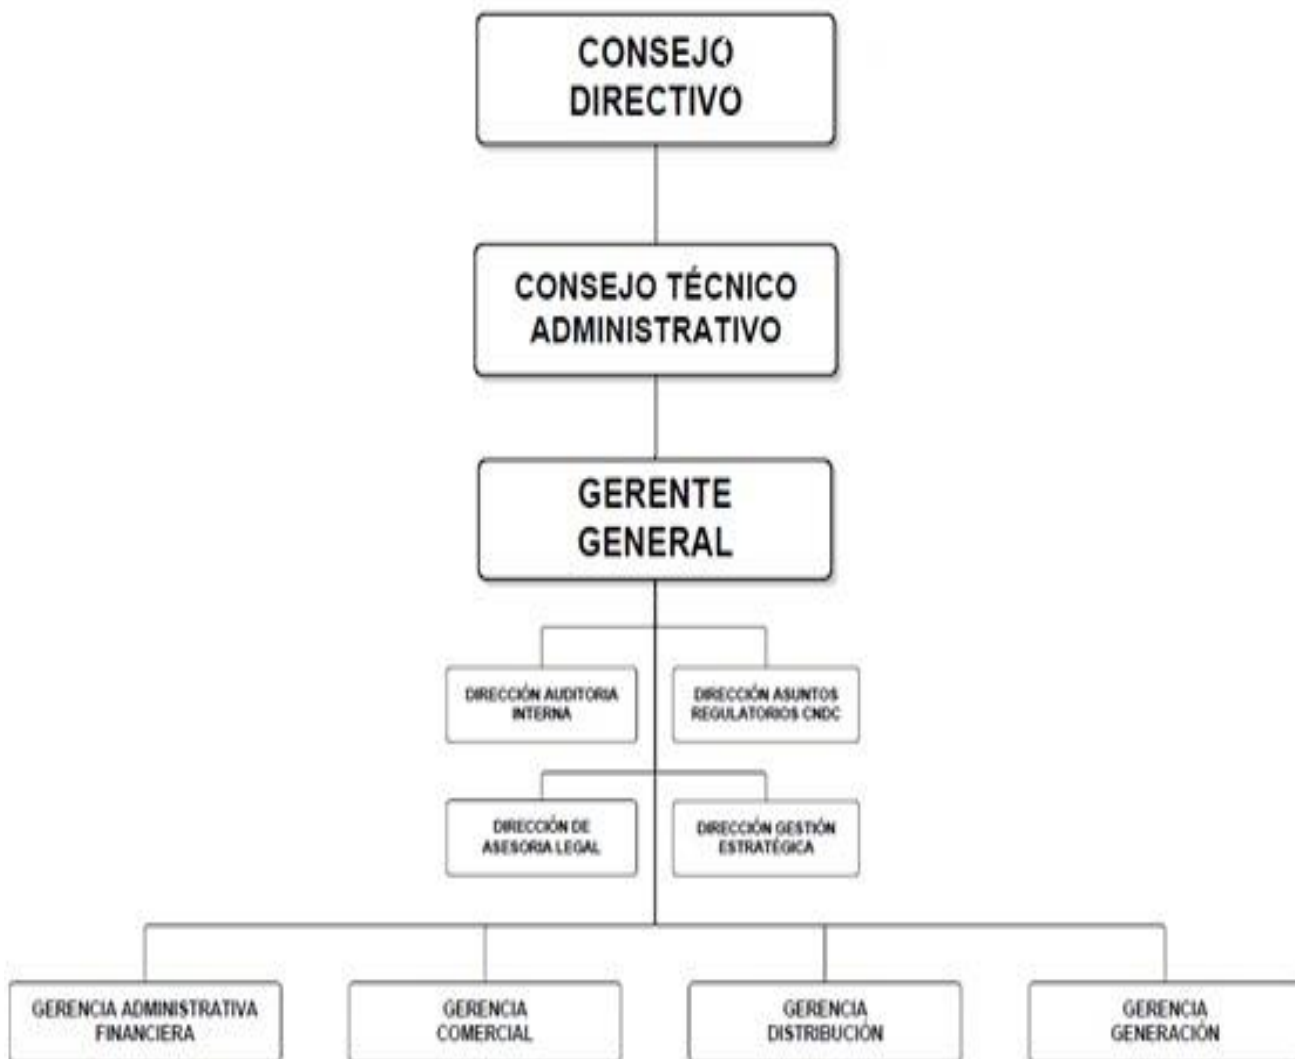 CONSEJO
DIRECTIVO
CONSEJO TÉCNICO
ADMINISTRATIVO
GERENTE
GENERAL
DIRECCIÓN AUDITORIA
INTERNA
DIRECCIÓN ASUNTOS
REGULATORIOS CNDC
DIRECCIÓN DE
ASESORIA LEGAL
DIRECCIÓN GESTIÓN
ESTRATÉGICA
GERENCIA ADMINISTRATIVA
FINANCIERA
GERENCIA
COMERCIAL
GERENCIA
DISTRIBUCIÓN
GERENCIA
GENERACIÓN